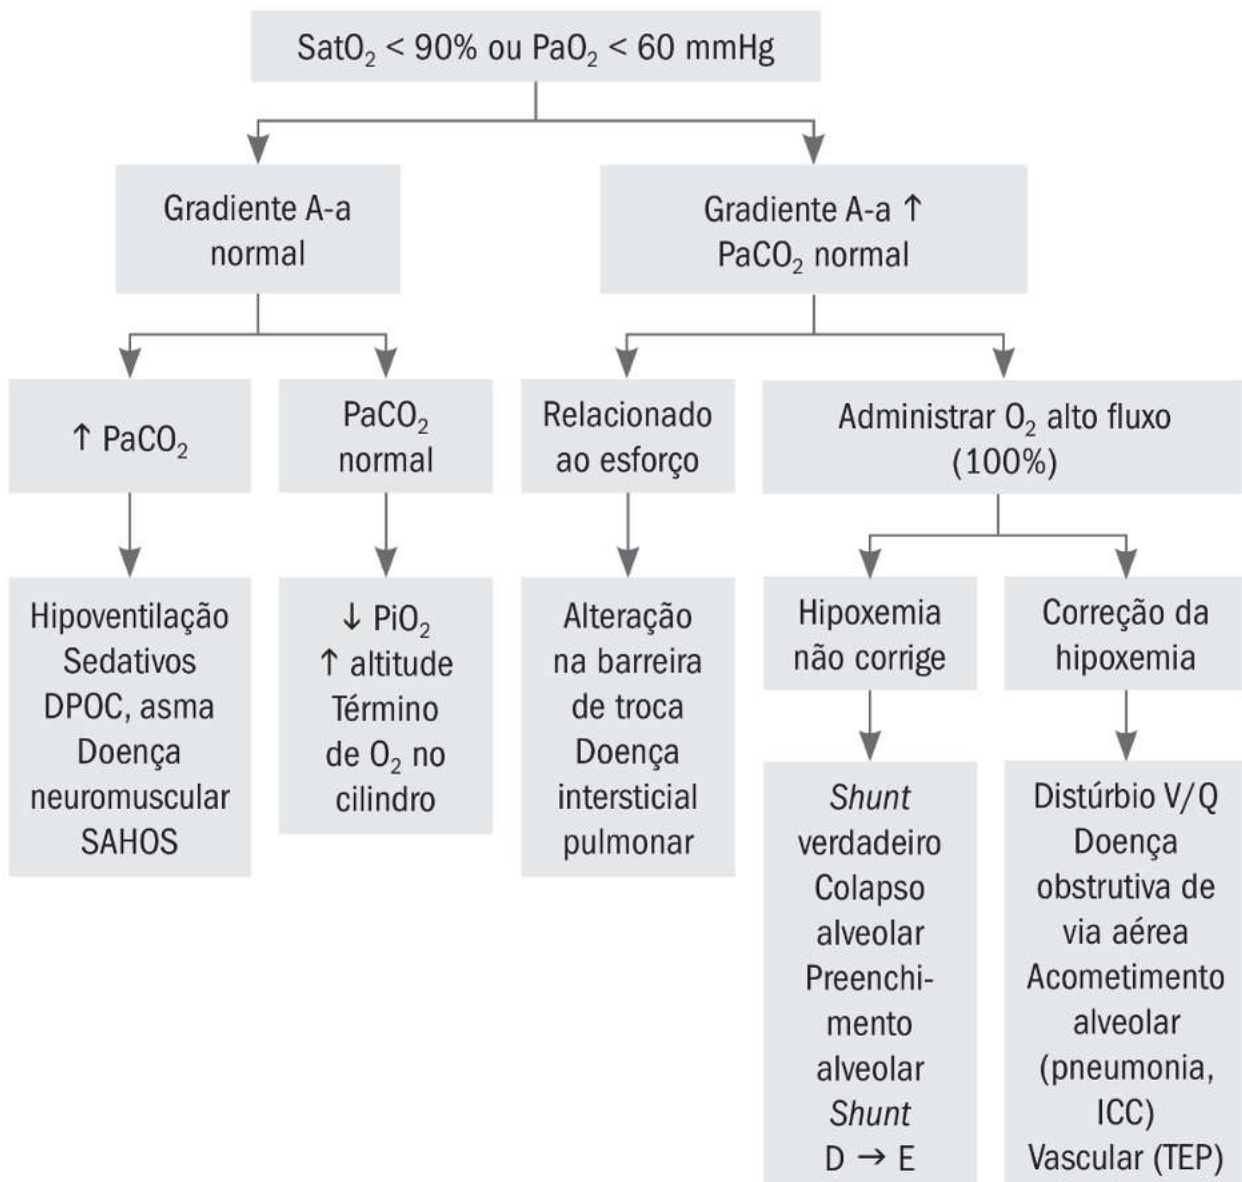 SatO₂ < 90% ou PaO₂ < 60 mmHg
Gradiente A-a
normal
Gradiente A-a ↑
PaCO₂ normal
↑ PaCO₂
PaCO₂
normal
Relacionado
ao esforço
Administrar O₂ alto fluxo
(100%)
Hipoventilação
Sedativos
DPOC, asma
Doença
neuromuscular
SAHOS
↓ PiO₂
↑ altitude
Término
de O₂ no
cilindro
Alteração
na barreira
de troca
Doença
intersticial
pulmonar
Hipoxemia
não corrige
Correção da
hipoxemia
Shunt
verdadeiro
Colapso
alveolar
Preenchi-
mento
alveolar
Shunt
D → E
Distúrbio V/Q
Doença
obstrutiva de
via aérea
Acometimento
alveolar
(pneumonia,
ICC)
Vascular (TEP)